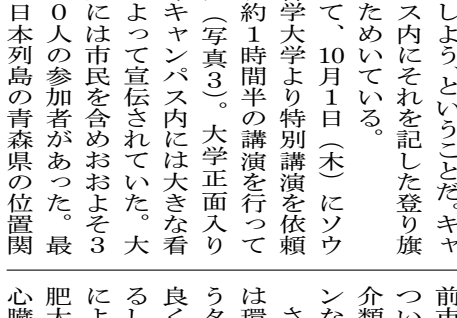 しよう、ということだ。キャ
ス内にそれを記した登り旗
ためいている。
て、10月1日（木）にソウ
学大学より特別講演を依頼
約1時間半の講演を行って
（写真3）。大学正面入り
キャンパス内には大きな看
よって宣伝されていた。大
には市民を含めおおよそ3
0人の参加者があった。最
日本列島の青森県の位置関
前市
つい
介類
ンな
さ
は環
うタ
良く
るし
によ
肥大
心臓